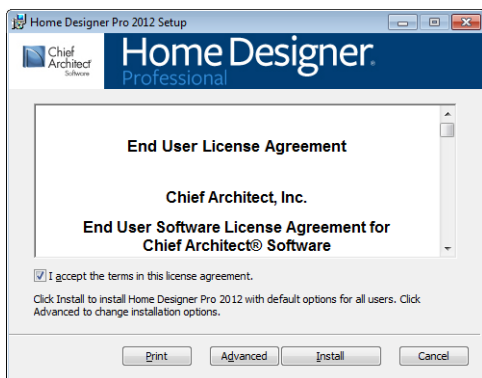 Home Designer Pro 2012 Setup
Chief
Architect
Software
Home Designer.
Professional
End User License Agreement
Chief Architect, Inc.
End User Software License Agreement for
Chief Architect® Software
I accept the terms in this license agreement.
Click Install to install Home Designer Pro 2012 with default options for all users. Click
Advanced to change installation options.
Print
Advanced
Install
Cancel